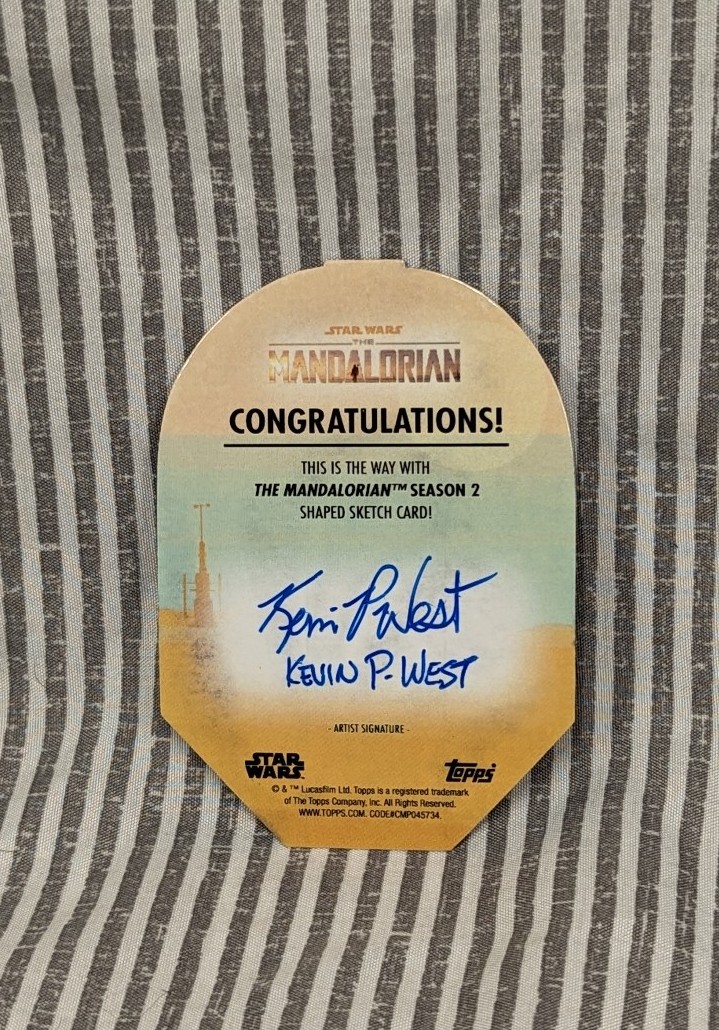 STAR WARS
THE
MANDALORIAN
CONGRATULATIONS!
THIS IS THE WAY WITH
THE MANDALORIAN™ SEASON 2
SHAPED SKETCH CARD!
Kevin P West
KEVIN P. WEST
- ARTIST SIGNATURE -
STAR WARS
topps
© & ™ Lucasfilm Ltd. Topps is a registered trademark
of The Topps Company, Inc. All Rights Reserved.
WWW.TOPPS.COM. CODE#CMP045734.